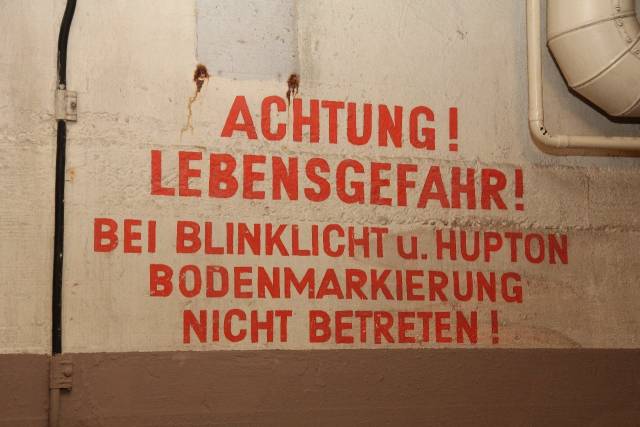 ACHTUNG!
LEBENSGEFAHR!
BEI BLINKLICHT u. HUPTON
BODENMARKIERUNG
NICHT BETRETEN!